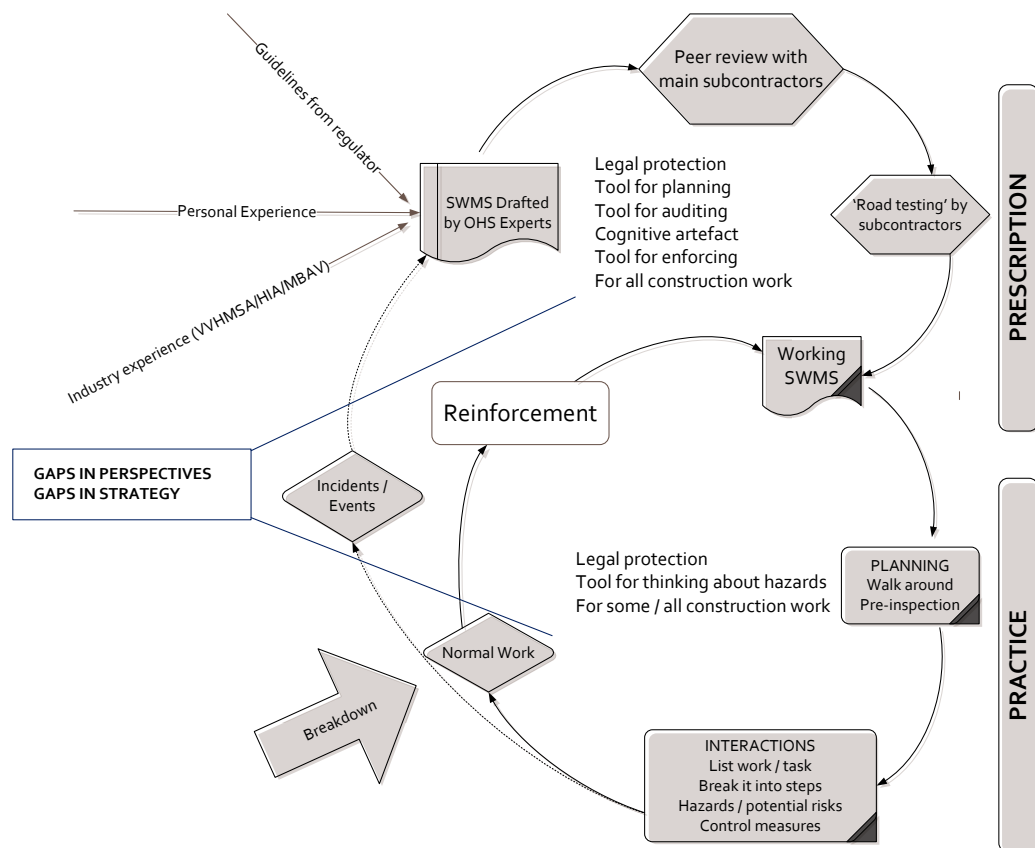 Guidelines from regulator
Personal Experience
Industry experience (VVHMSA/HIA/MBAV)
SWMS Drafted
by OHS Experts
Peer review with
main subcontractors
'Road testing' by
subcontractors
PRESCRIPTION
Legal protection
Tool for planning
Tool for auditing
Cognitive artefact
Tool for enforcing
For all construction work
Working
SWMS
Reinforcement
GAPS IN PERSPECTIVES
GAPS IN STRATEGY
Incidents /
Events
Legal protection
Tool for thinking about hazards
For some / all construction work
PLANNING
Walk around
Pre-inspection
PRACTICE
Normal Work
Breakdown
INTERACTIONS
List work / task
Break it into steps
Hazards / potential risks
Control measures